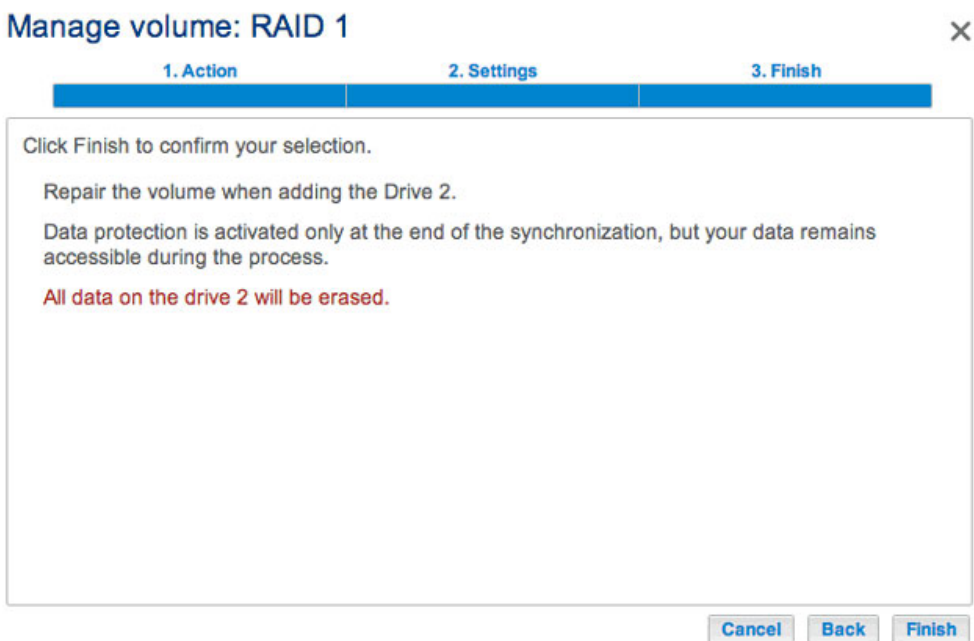 Manage volume: RAID 1
1. Action
2. Settings
3. Finish
Click Finish to confirm your selection.
Repair the volume when adding the Drive 2.
Data protection is activated only at the end of the synchronization, but your data remains
accessible during the process.
All data on the drive 2 will be erased.
Cancel
Back
Finish